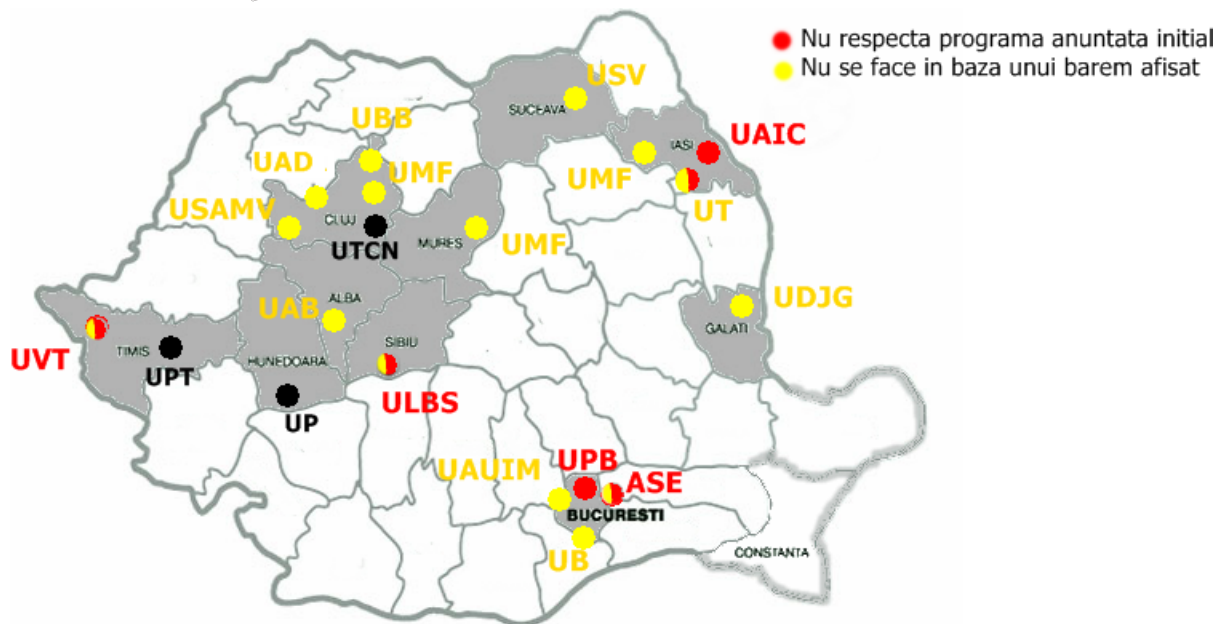 Nu respecta programa anuntata initial
Nu se face in baza unui barem afisat
USV
SUCEAVA
UBB
UAIC
IASI
UAD
UMF
UMF
USAMV
UT
CLUJ
UTCN
MURES
UMF
UAB
ALBA
UDJG
GALATI
UVT
TIMIS
UPT
HUNEDOARA
SIBIU
UP
ULBS
UAUIM
UPB
ASE
BUCURESTI
UB
CONSTANTA